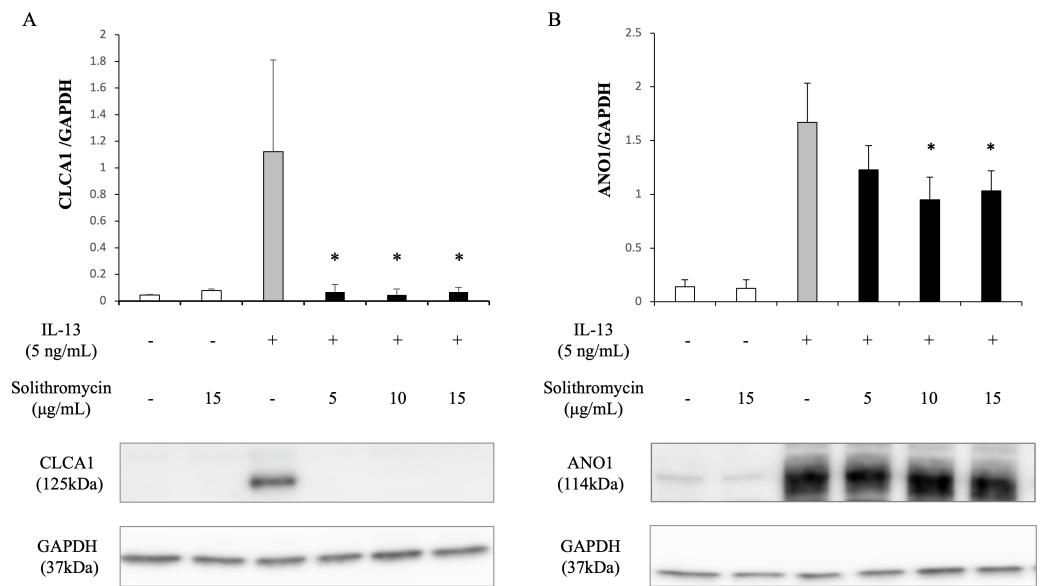 A
CLCA1 /GAPDH
2
1.8
1.6
1.4
1.2
1
0.8
0.6
0.4
0.2
0
* * *
IL-13
(5 ng/mL)
- - + + + +
Solithromycin
(μg/mL)
- 15 - 5 10 15
CLCA1
(125kDa)
GAPDH
(37kDa)
B
ANO1/GAPDH
2.5
2
1.5
1
0.5
0
* *
IL-13
(5 ng/mL)
- - + + + +
Solithromycin
(μg/mL)
- 15 - 5 10 15
ANO1
(114kDa)
GAPDH
(37kDa)